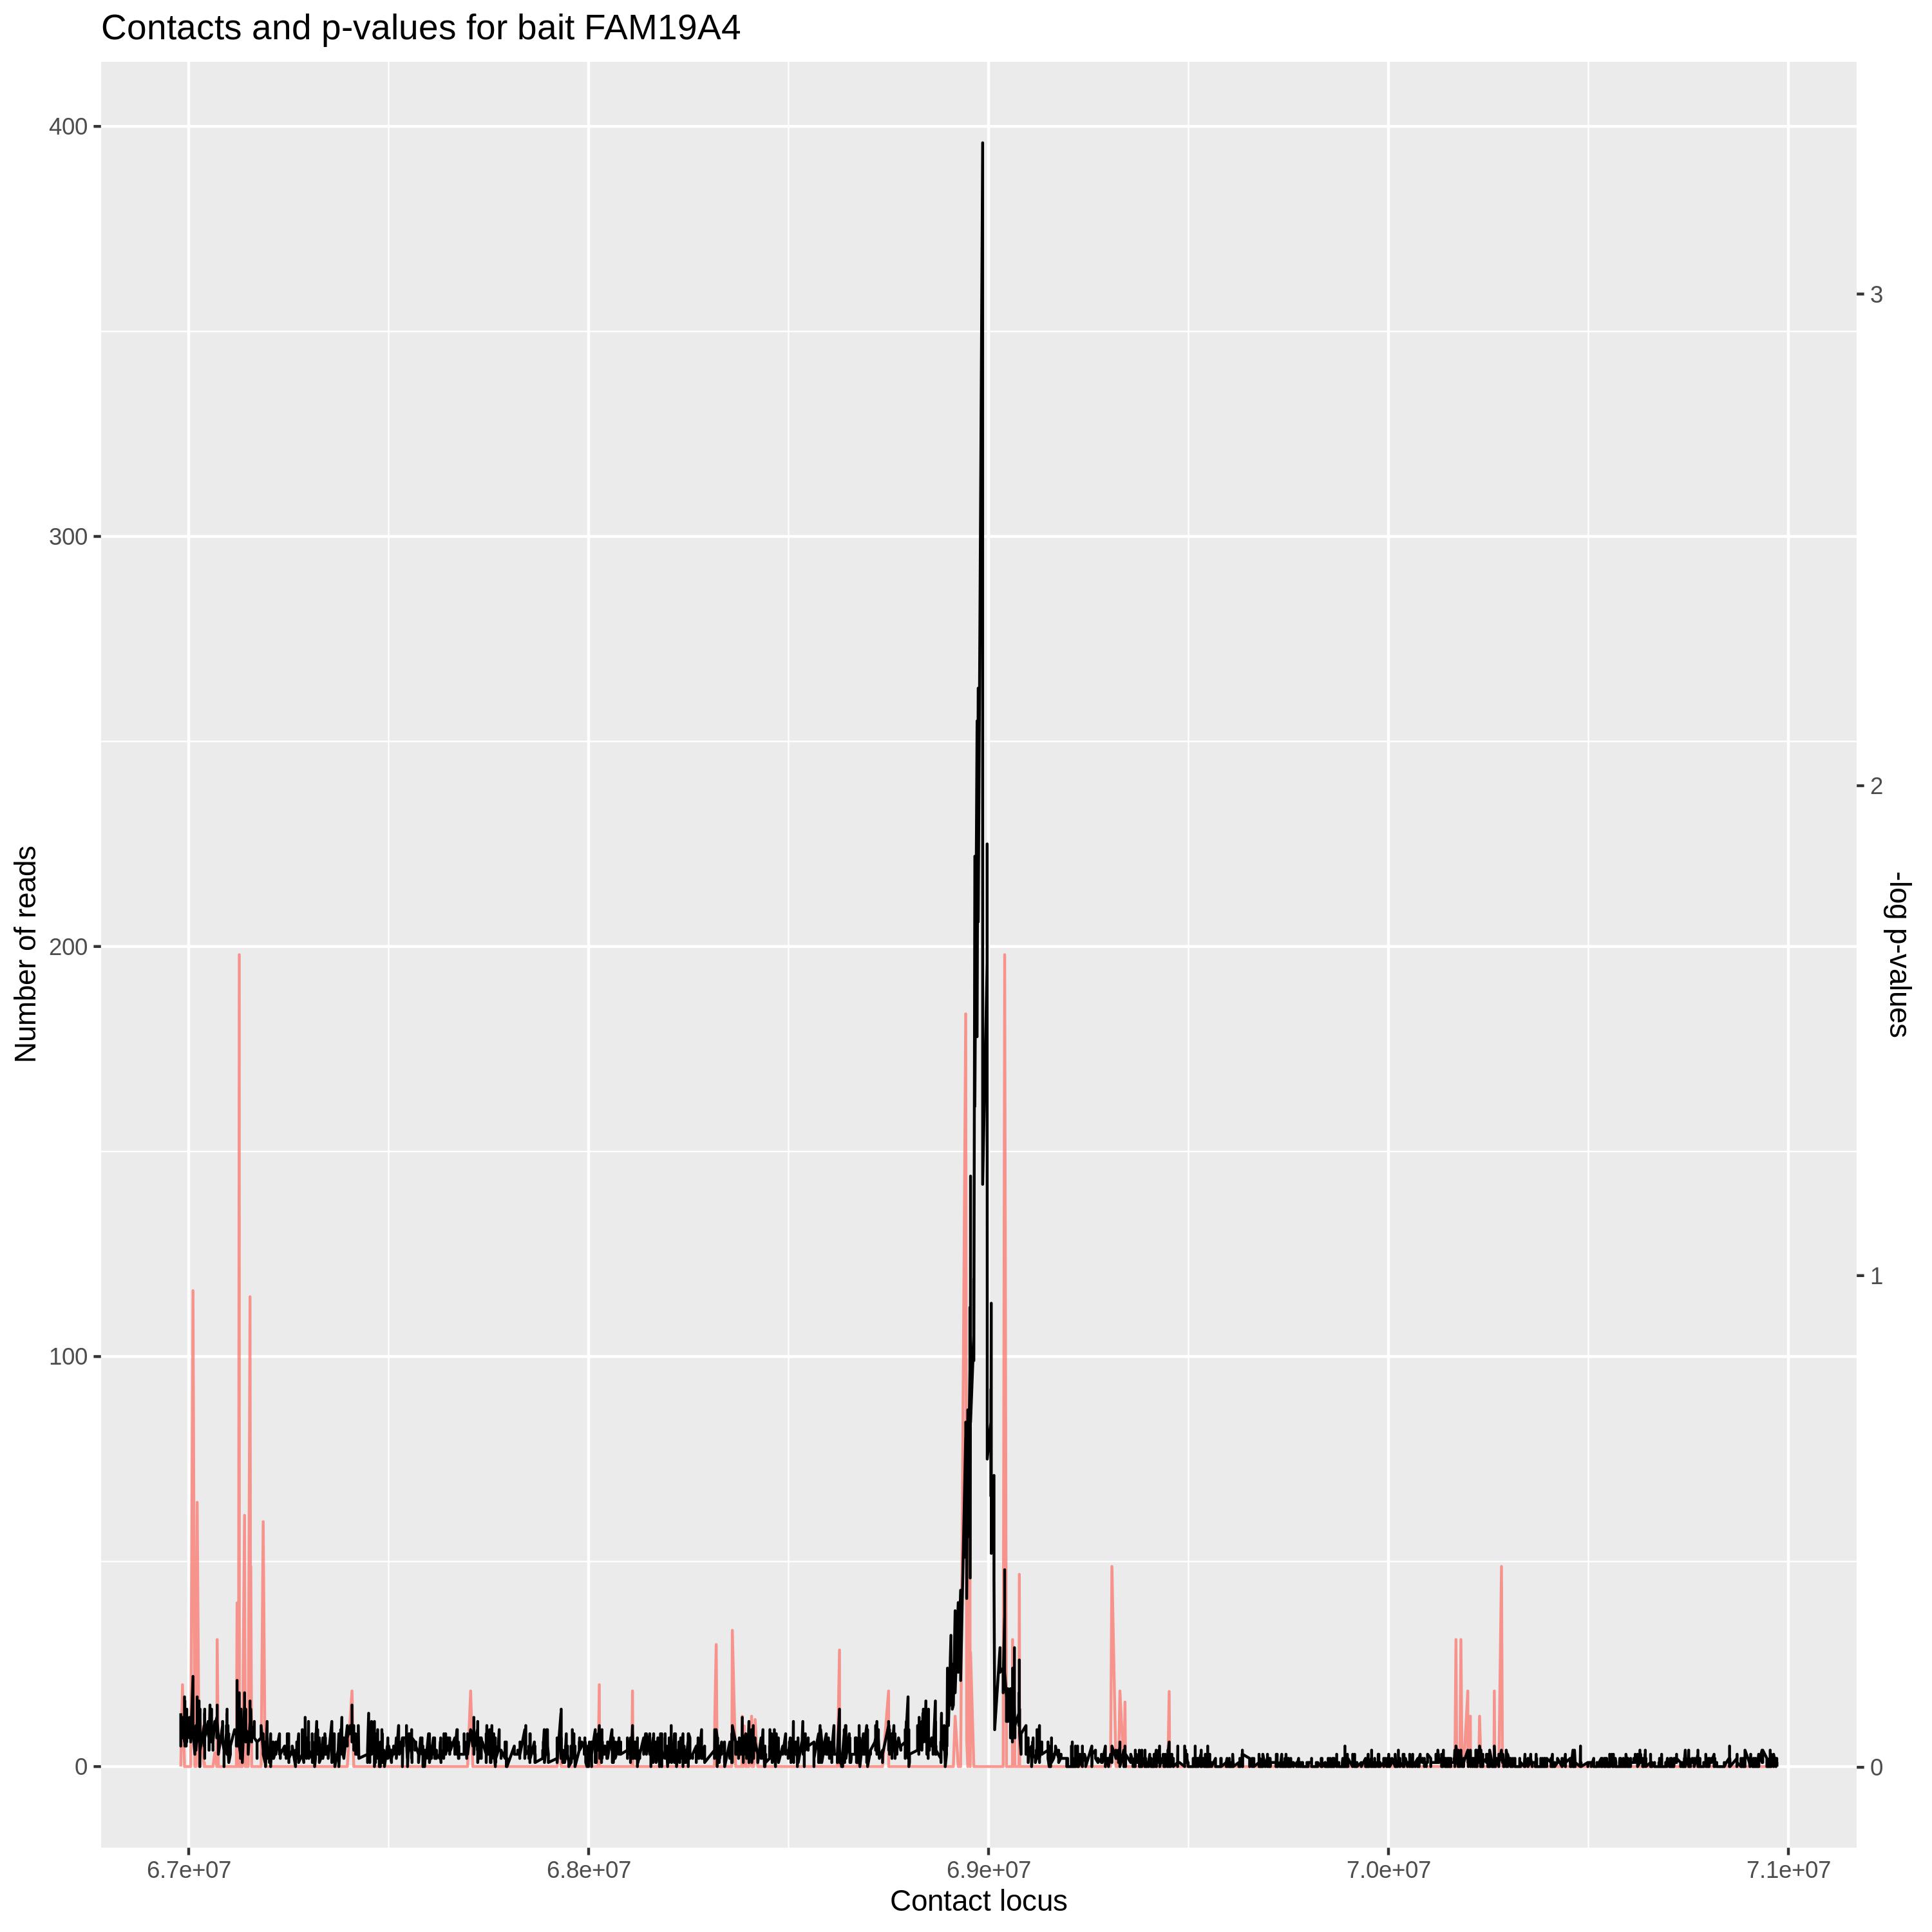 Contacts and p-values for bait FAM19A4
400
300
200
100
0
Number of reads
3
2
1
0
-log p-values
6.7e+07 6.8e+07 6.9e+07 7.0e+07 7.1e+07
Contact locus